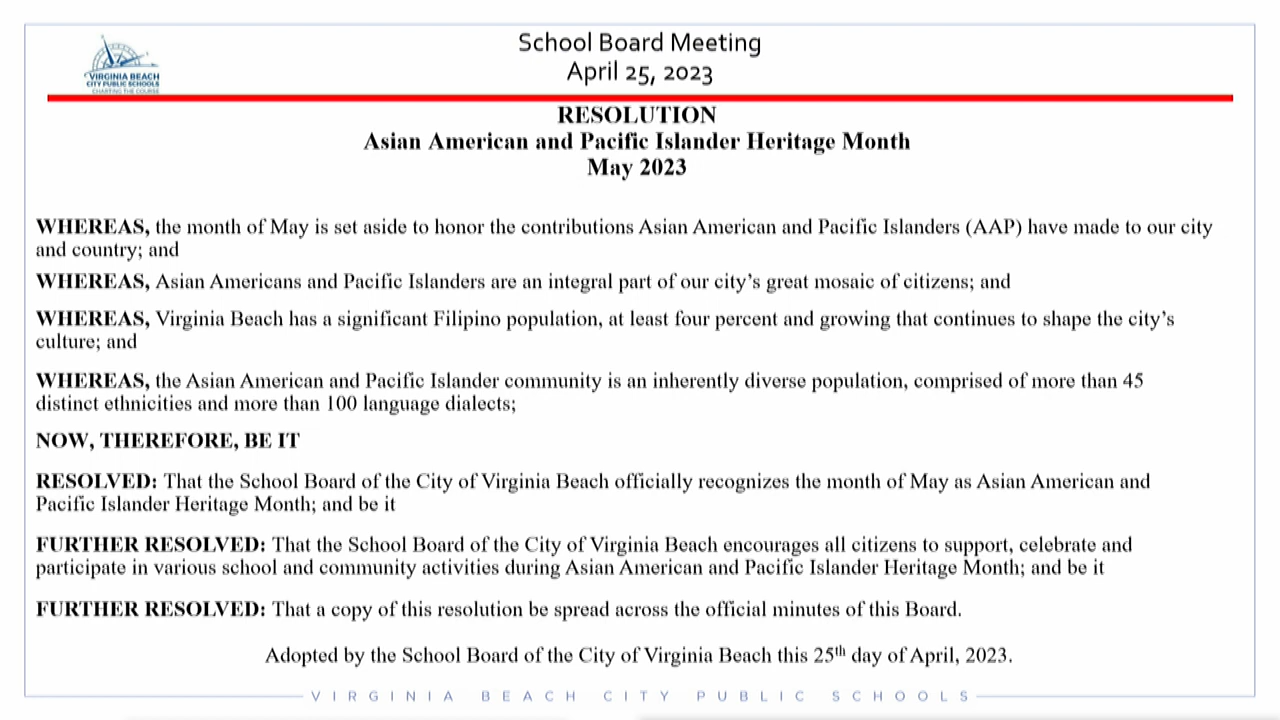 School Board Meeting
April 25, 2023
VIRGINIA BEACH
CITY PUBLIC SCHOOLS
CHARTING THE COURSE
RESOLUTION
Asian American and Pacific Islander Heritage Month
May 2023
WHEREAS, the month of May is set aside to honor the contributions Asian American and Pacific Islanders (AAP) have made to our city
and country; and
WHEREAS, Asian Americans and Pacific Islanders are an integral part of our city’s great mosaic of citizens; and
WHEREAS, Virginia Beach has a significant Filipino population, at least four percent and growing that continues to shape the city’s
culture; and
WHEREAS, the Asian American and Pacific Islander community is an inherently diverse population, comprised of more than 45
distinct ethnicities and more than 100 language dialects;
NOW, THEREFORE, BE IT
RESOLVED: That the School Board of the City of Virginia Beach officially recognizes the month of May as Asian American and
Pacific Islander Heritage Month; and be it
FURTHER RESOLVED: That the School Board of the City of Virginia Beach encourages all citizens to support, celebrate and
participate in various school and community activities during Asian American and Pacific Islander Heritage Month; and be it
FURTHER RESOLVED: That a copy of this resolution be spread across the official minutes of this Board.
Adopted by the School Board of the City of Virginia Beach this 25th day of April, 2023.
VIRGINIA BEACH CITY PUBLIC SCHOOLS